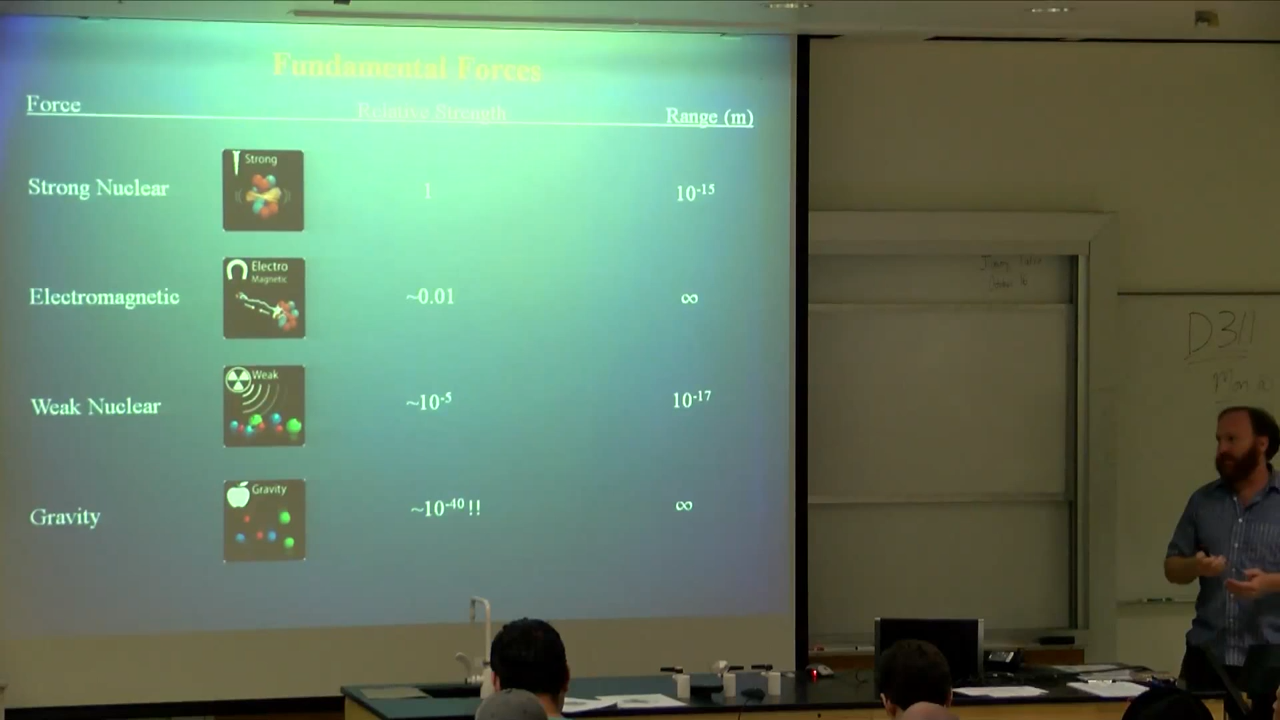 Fundamental Forces
Force Relative Strength Range (m)
Strong
Strong Nuclear 1 10⁻¹⁵
Electro
Magnetic
Electromagnetic ~0.01 ∞
Weak
Weak Nuclear ~10⁻⁵ 10⁻¹⁷
Gravity
Gravity ~10⁻⁴⁰ !! ∞
D311